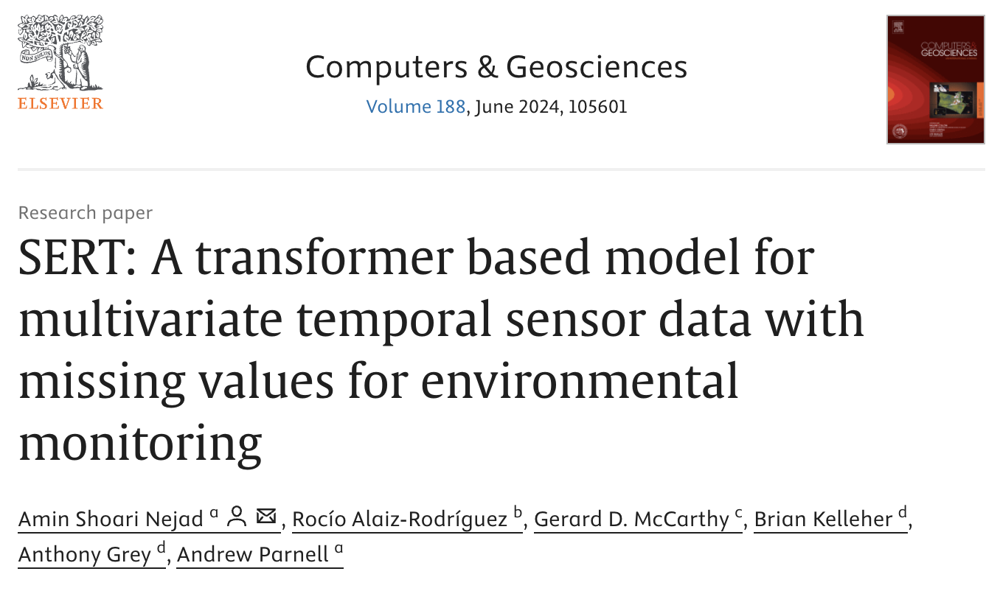 NON SOLUS
ELSEVIER
Computers & Geosciences
Volume 188, June 2024, 105601
COMPUTERS &
GEOSCIENCES
Research paper
SERT: A transformer based model for
multivariate temporal sensor data with
missing values for environmental
monitoring
Amin Shoari Nejad a, Rocío Alaiz-Rodríguez b, Gerard D. McCarthy c, Brian Kelleher d,
Anthony Grey d, Andrew Parnell a